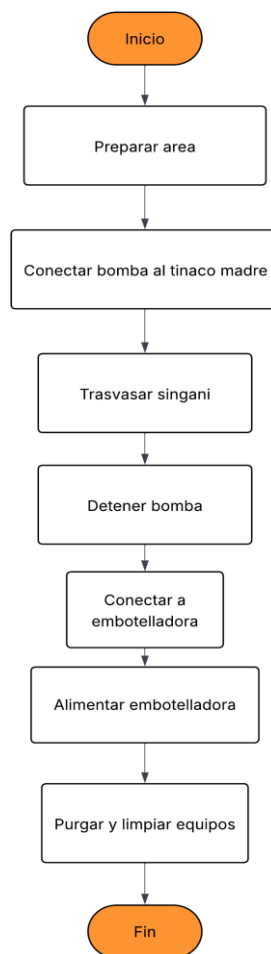 Inicio
Preparar area
Conectar bomba al tinaco madre
Trasvasar singani
Detener bomba
Conectar a
embotelladora
Alimentar embotelladora
Purgar y limpiar equipos
Fin